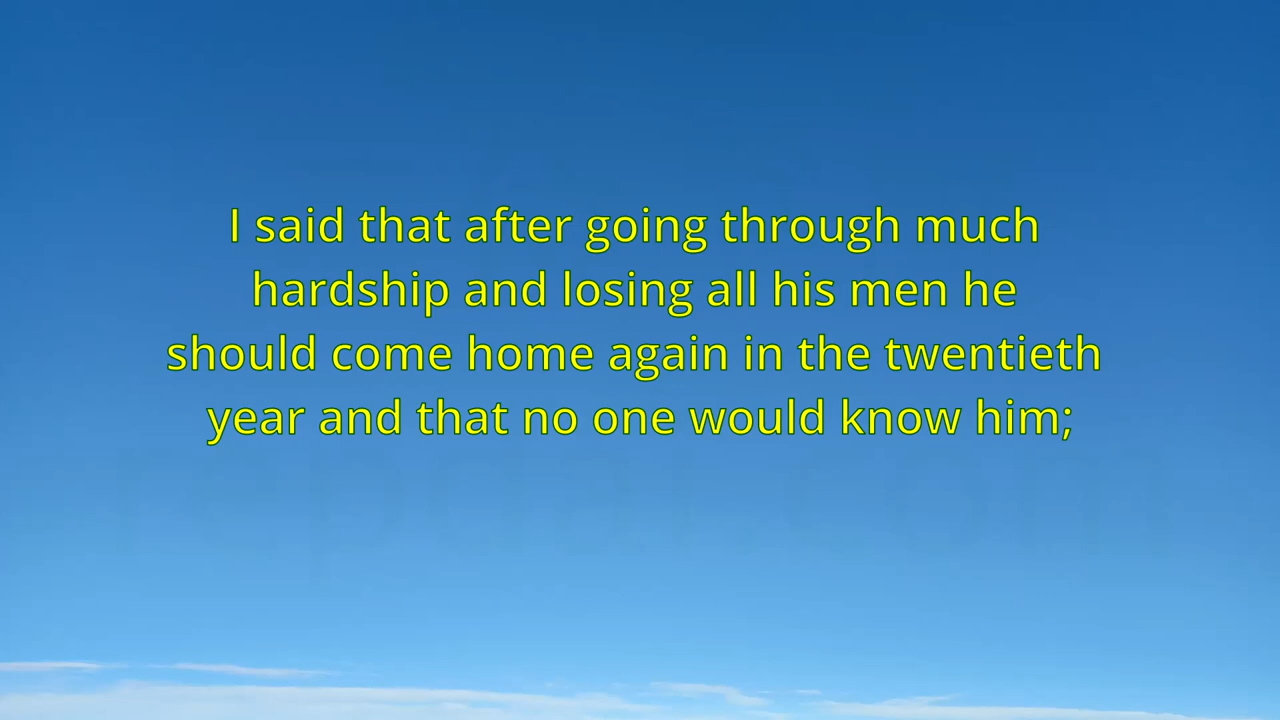 I said that after going through much
hardship and losing all his men he
should come home again in the twentieth
year and that no one would know him;